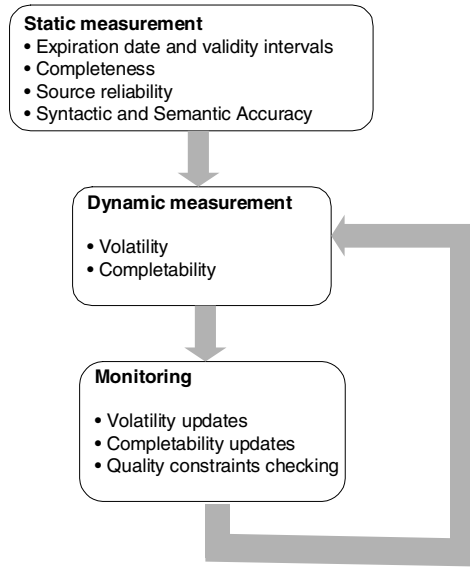 Static measurement
• Expiration date and validity intervals
• Completeness
• Source reliability
• Syntactic and Semantic Accuracy
Dynamic measurement
• Volatility
• Completability
Monitoring
• Volatility updates
• Completability updates
• Quality constraints checking